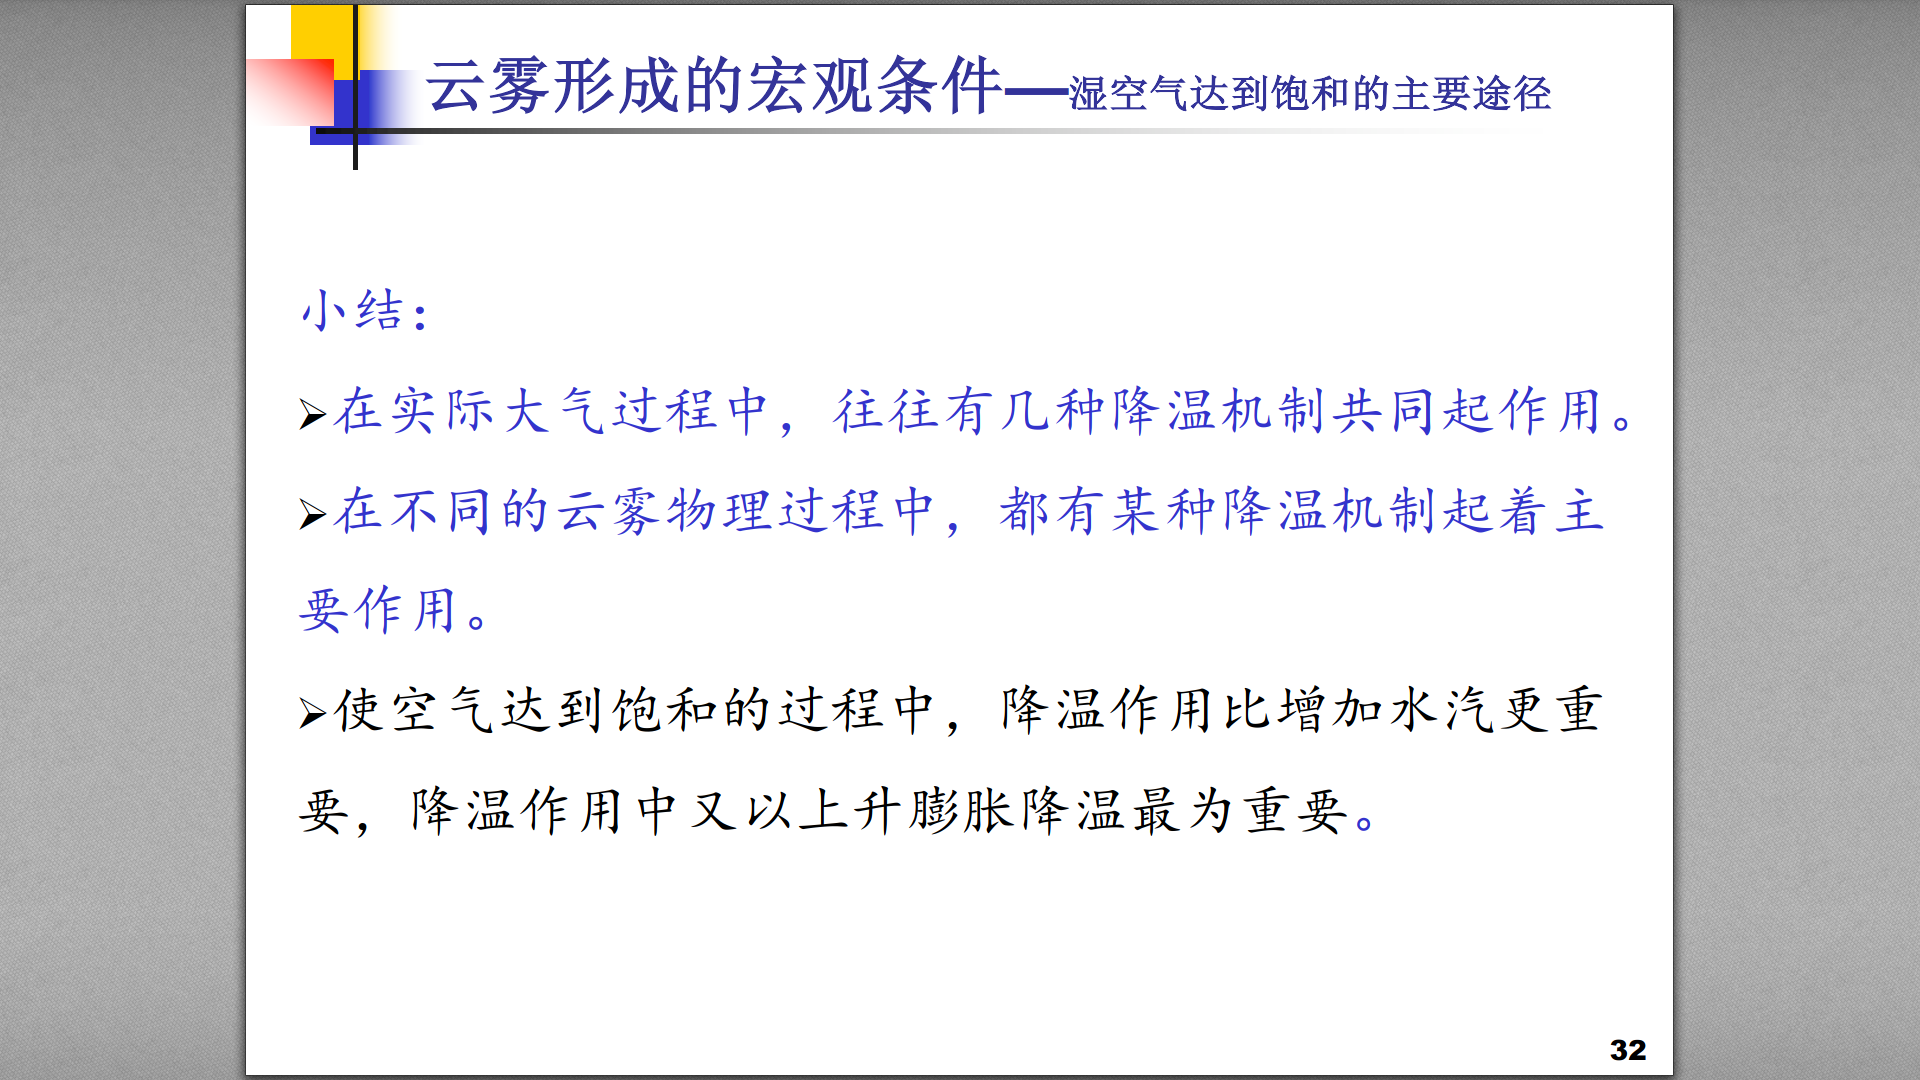 云雾形成的宏观条件—湿空气达到饱和的主要途径
小结：
➢在实际大气过程中，往往有几种降温机制共同起作用。
➢在不同的云雾物理过程中，都有某种降温机制起着主
要作用。
➢使空气达到饱和的过程中，降温作用比增加水汽更重
要，降温作用中又以上升膨胀降温最为重要。
32